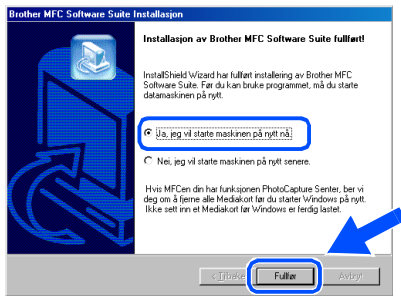 Brother MFC Software Suite Installasjon
Installasjon av Brother MFC Software Suite fullført!
InstallShield Wizard har fullført installering av Brother MFC
Software Suite. Før du kan bruke programmet, må du starte
datamaskinen på nytt.
Ja, jeg vil starte maskinen på nytt nå.
Nei, jeg vil starte maskinen på nytt senere.
Hvis MFCen din har funksjonen PhotoCapture Senter, ber vi
deg om å fjerne alle Mediakort før du starter Windows på nytt.
Ikke sett inn et Mediakort før Windows er ferdig lastet.
< Tilbake Fullfør Avbryt